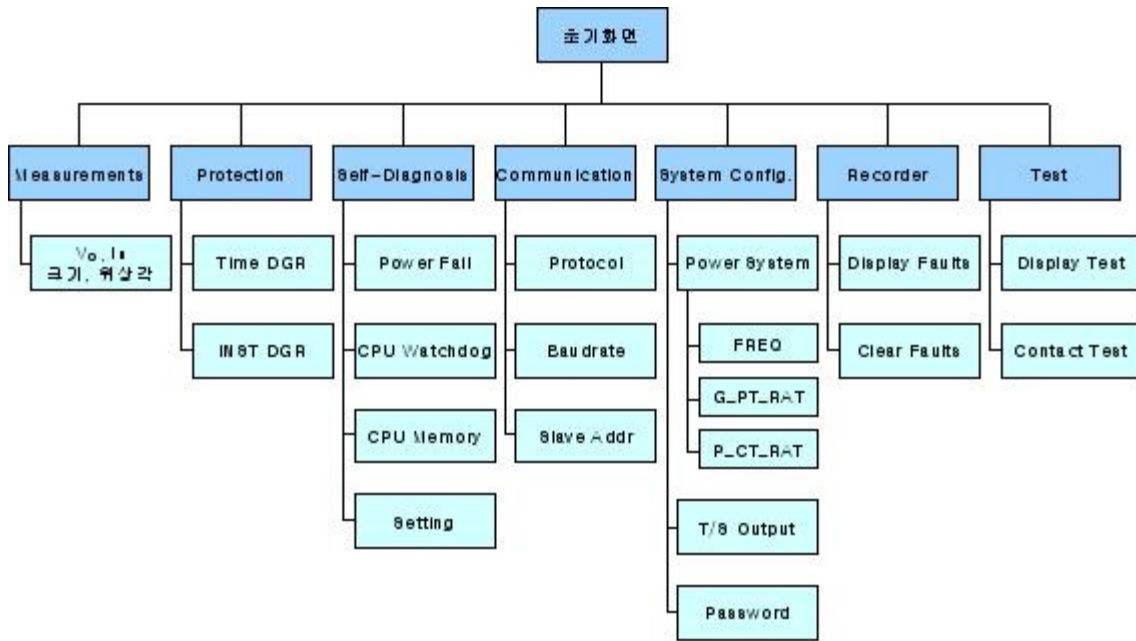 초기화면
Measurements
Protection
Self-Diagnosis
Communication
System Config.
Recorder
Test
크기, 위상각
Time DGR
INST DGR
Power Fail
CPU Watchdog
CPU Memory
Setting
Protocol
Baudrate
Slave Addr
Power System
FREQ
G_PT_RAT
P_CT_RAT
T/S Output
Password
Display Faults
Clear Faults
Display Test
Contact Test